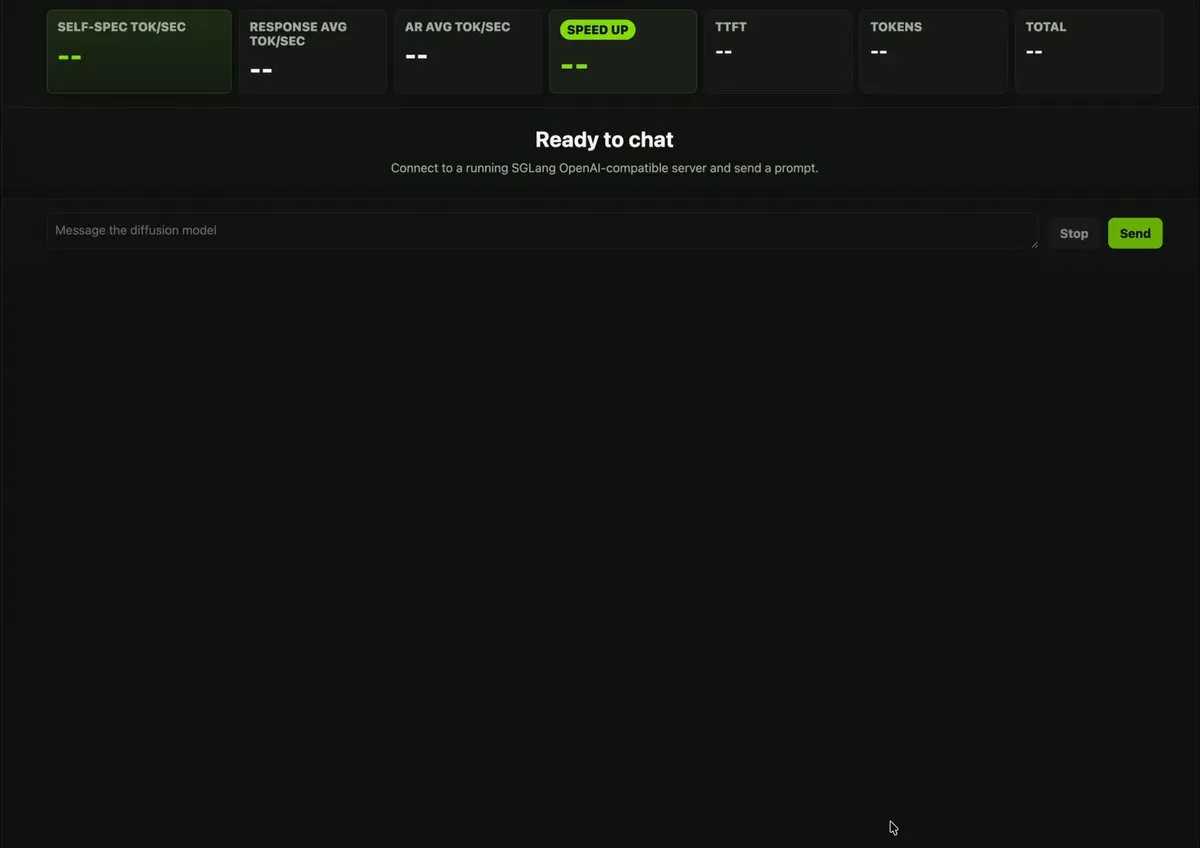 SELF-SPEC TOK/SEC
--
RESPONSE AVG
TOK/SEC
--
AR AVG TOK/SEC
--
SPEED UP
--
TTFT
--
TOKENS
--
TOTAL
--
Ready to chat
Connect to a running SGLang OpenAI-compatible server and send a prompt.
Message the diffusion model
Stop
Send